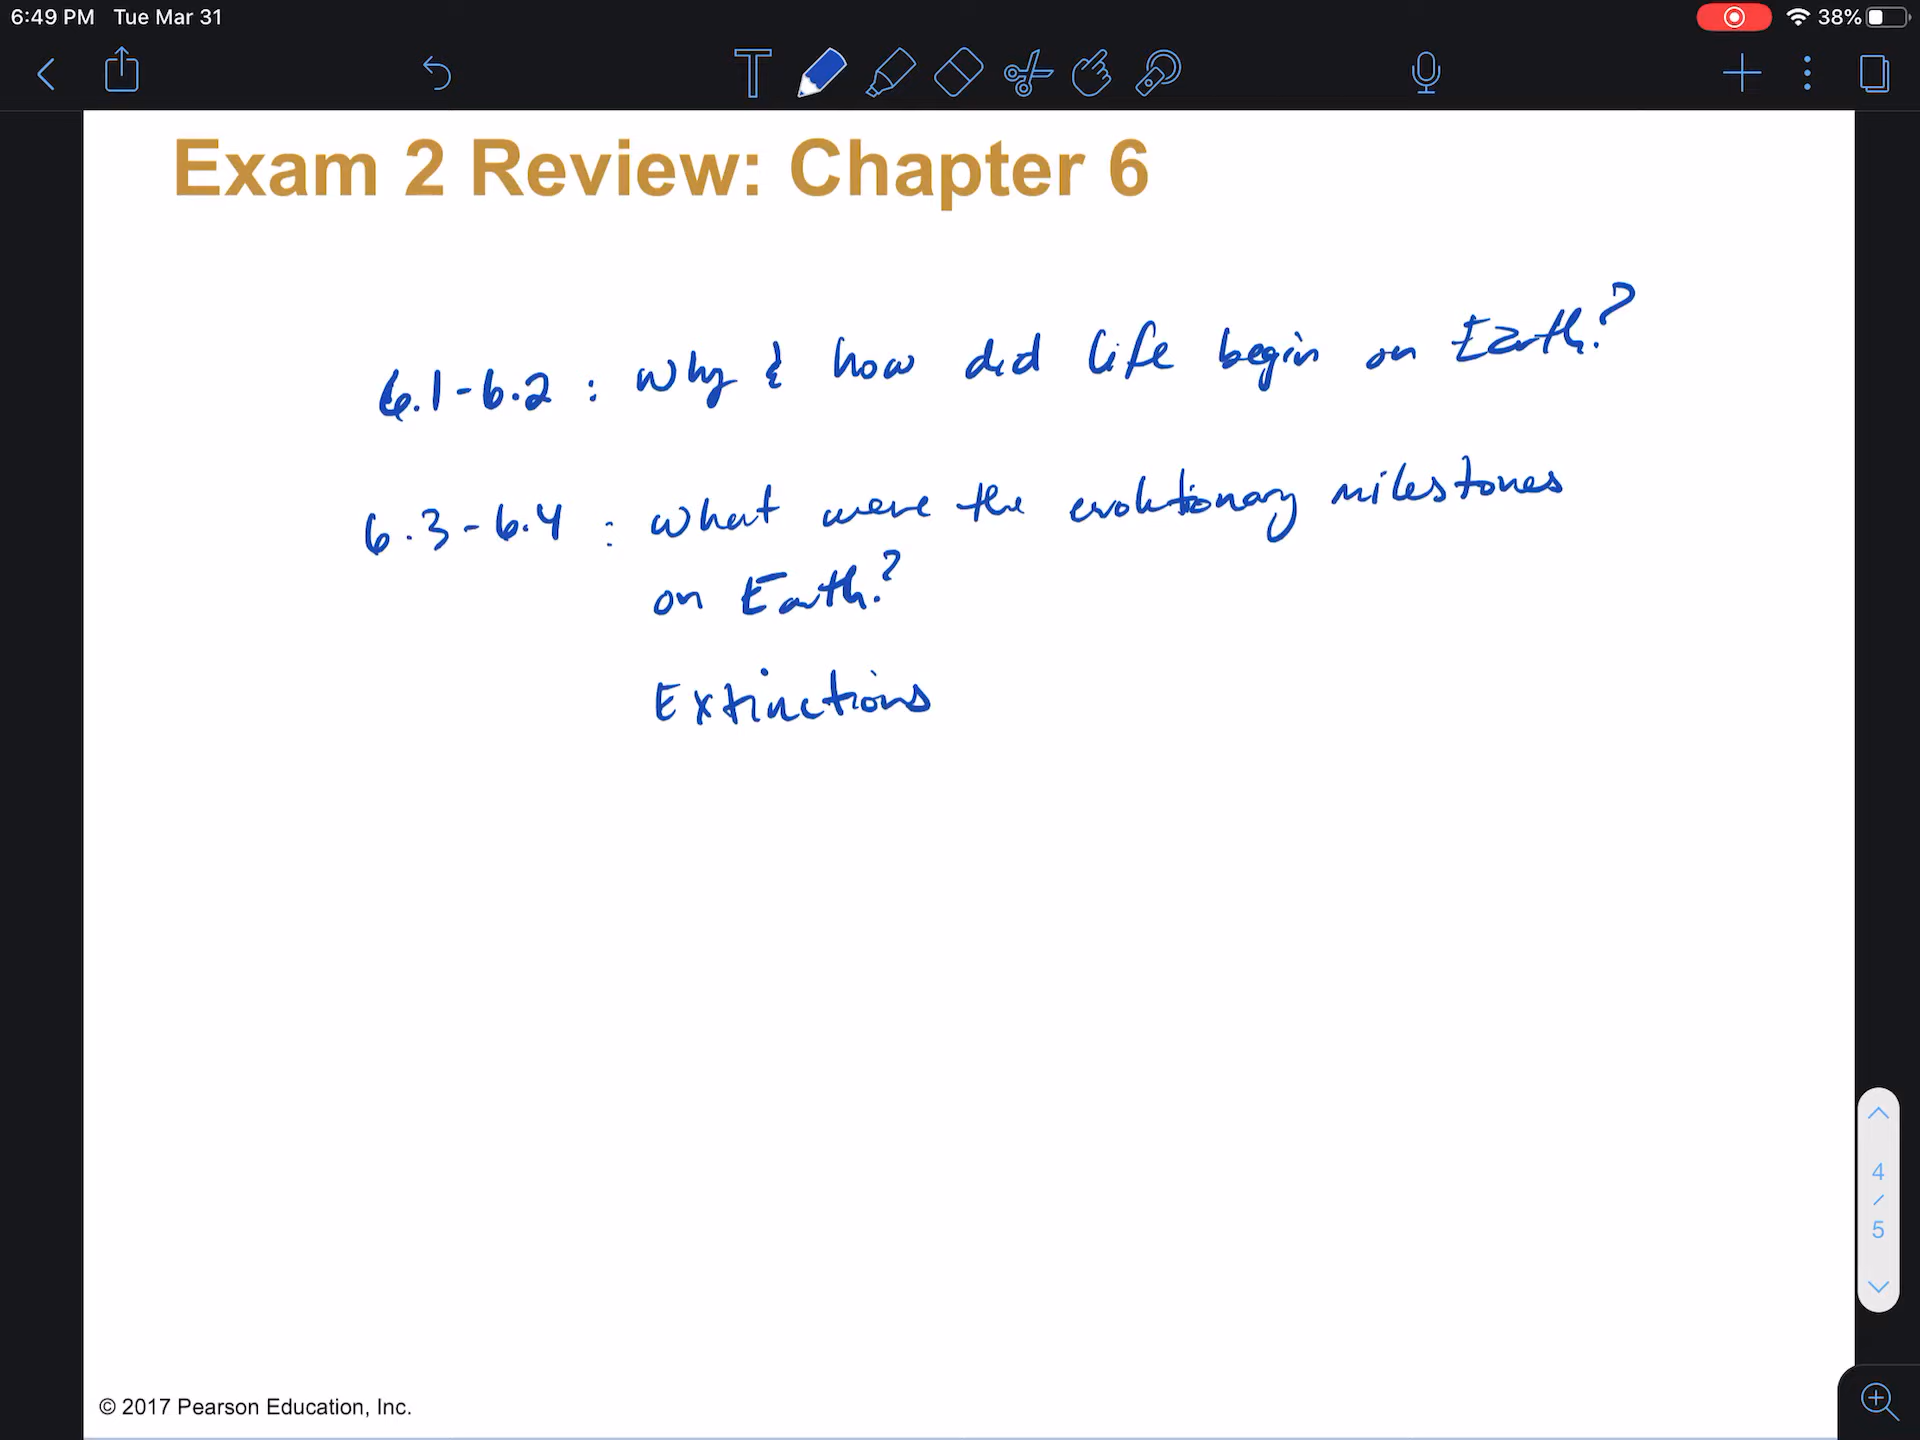 6:49 PM Tue Mar 31
38%
Exam 2 Review: Chapter 6
6.1-6.2 : Why & how did life begin on Earth?
6.3-6.4 : What were the evolutionary milestones
on Earth?
Extinctions
4
/
5
© 2017 Pearson Education, Inc.